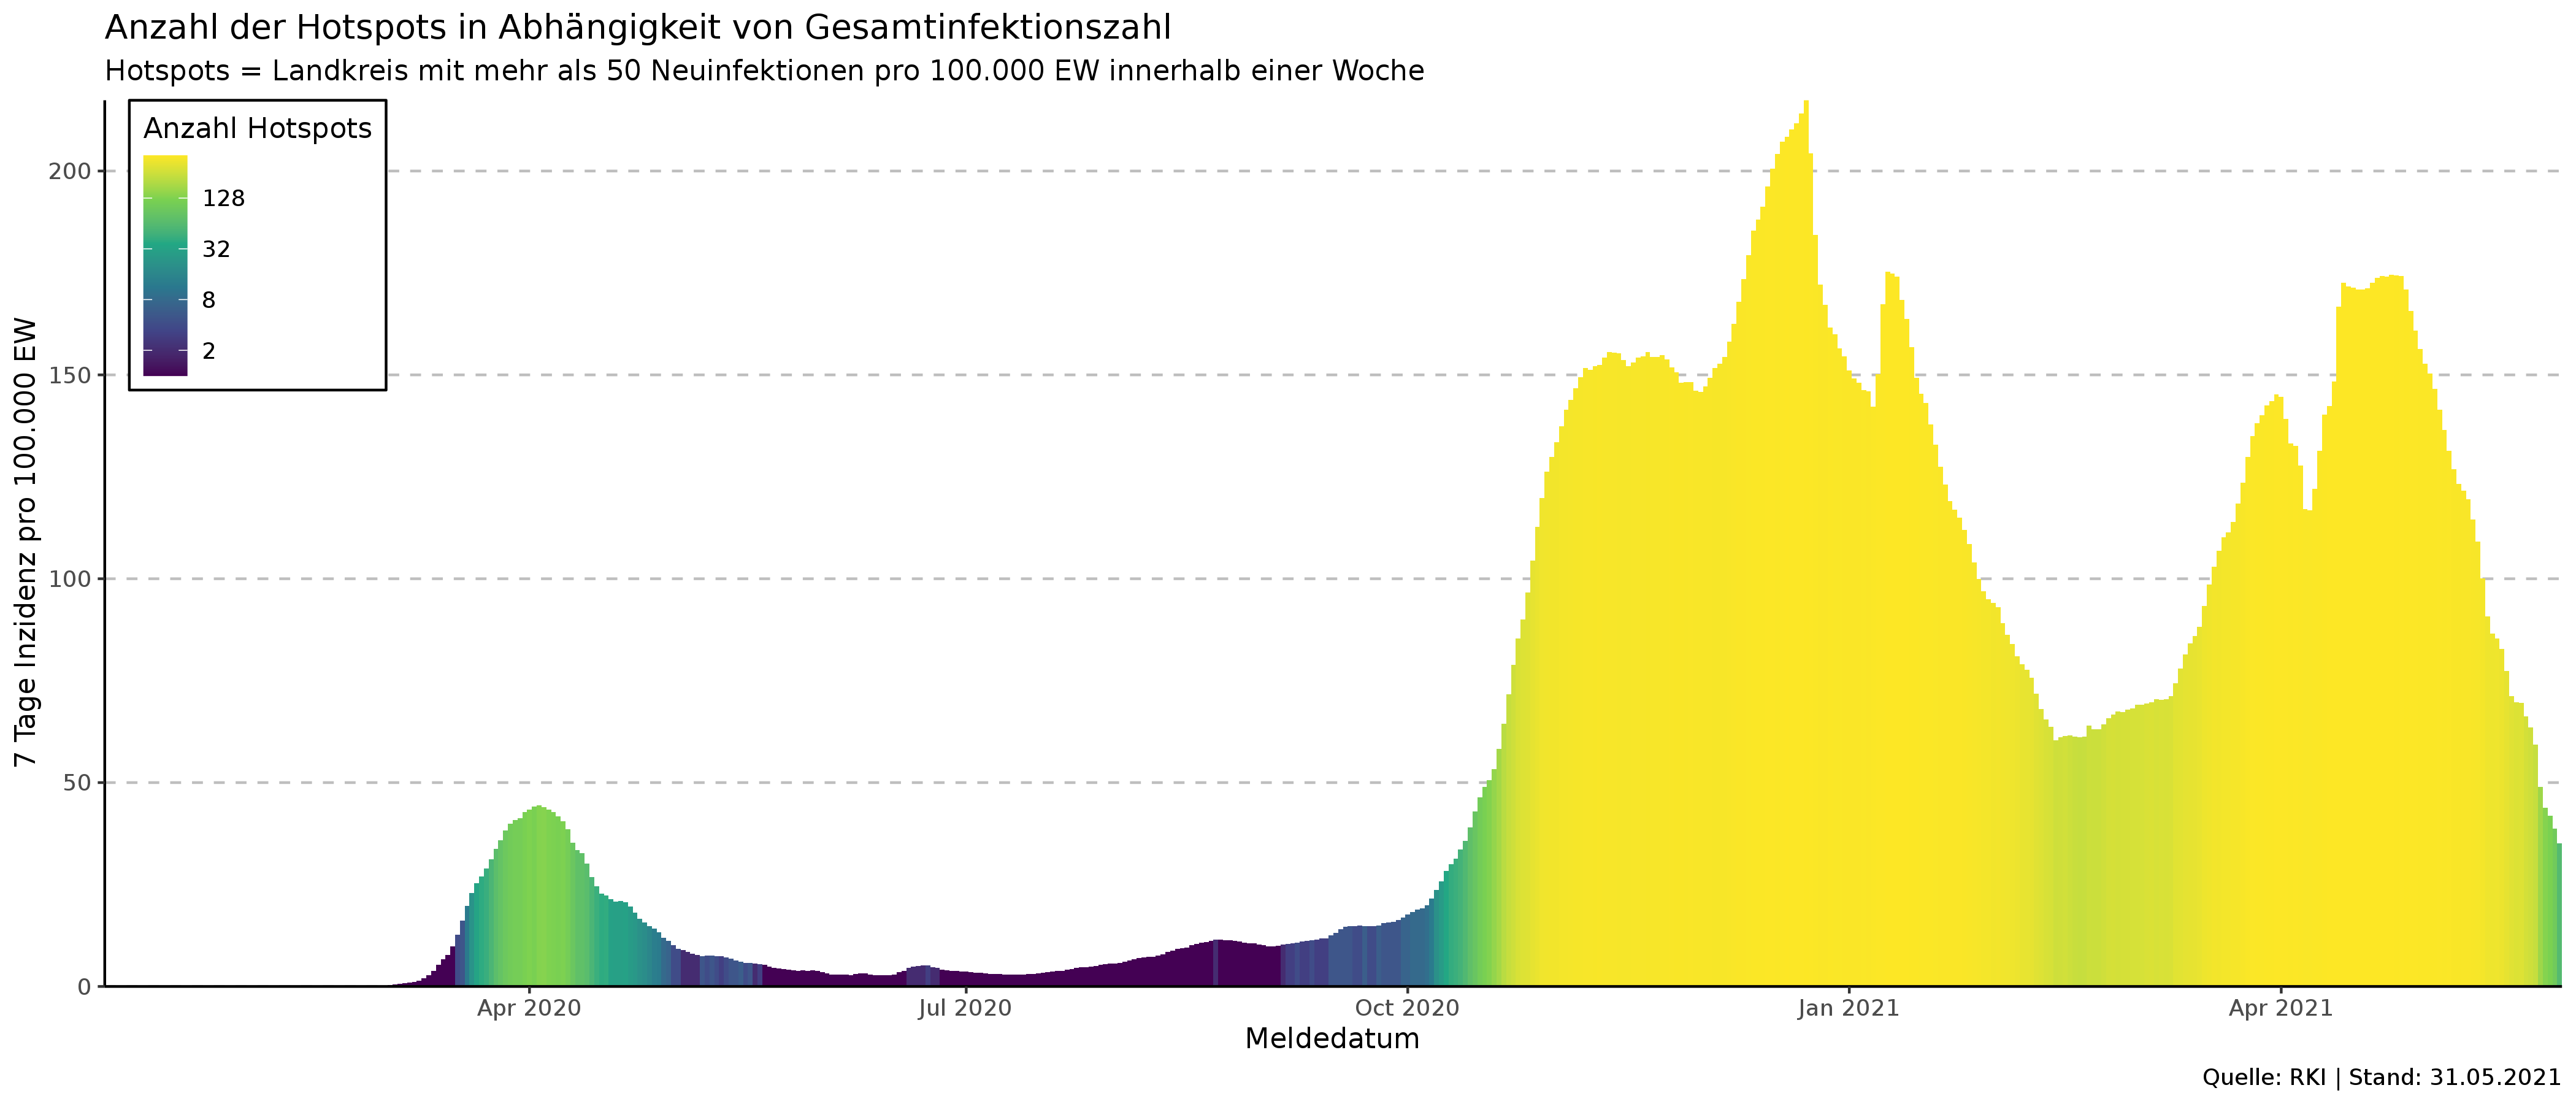 Anzahl der Hotspots in Abhängigkeit von Gesamtinfektionszahl
Hotspots = Landkreis mit mehr als 50 Neuinfektionen pro 100.000 EW innerhalb einer Woche
Anzahl Hotspots
128
32
8
2
7 Tage Inzidenz pro 100.000 EW
200
150
100
50
0
Apr 2020 Jul 2020 Oct 2020 Jan 2021 Apr 2021
Meldedatum
Quelle: RKI | Stand: 31.05.2021